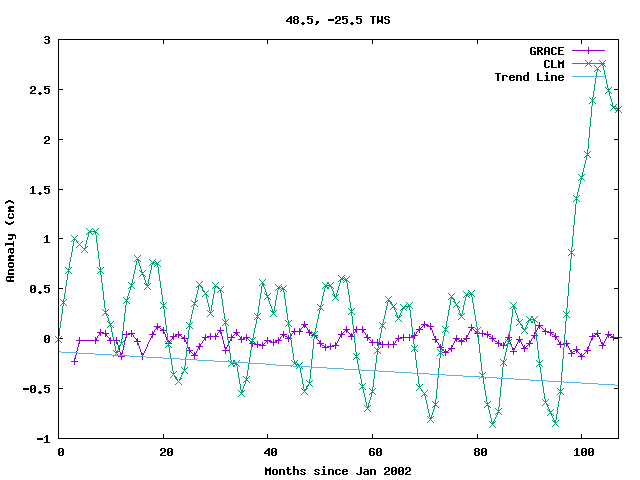 48.5, -25.5 TWS
GRACE
CLM
Trend Line
3
2.5
2
1.5
1
0.5
0
-0.5
-1
Anomaly (cm)
0 20 40 60 80 100
Months since Jan 2002